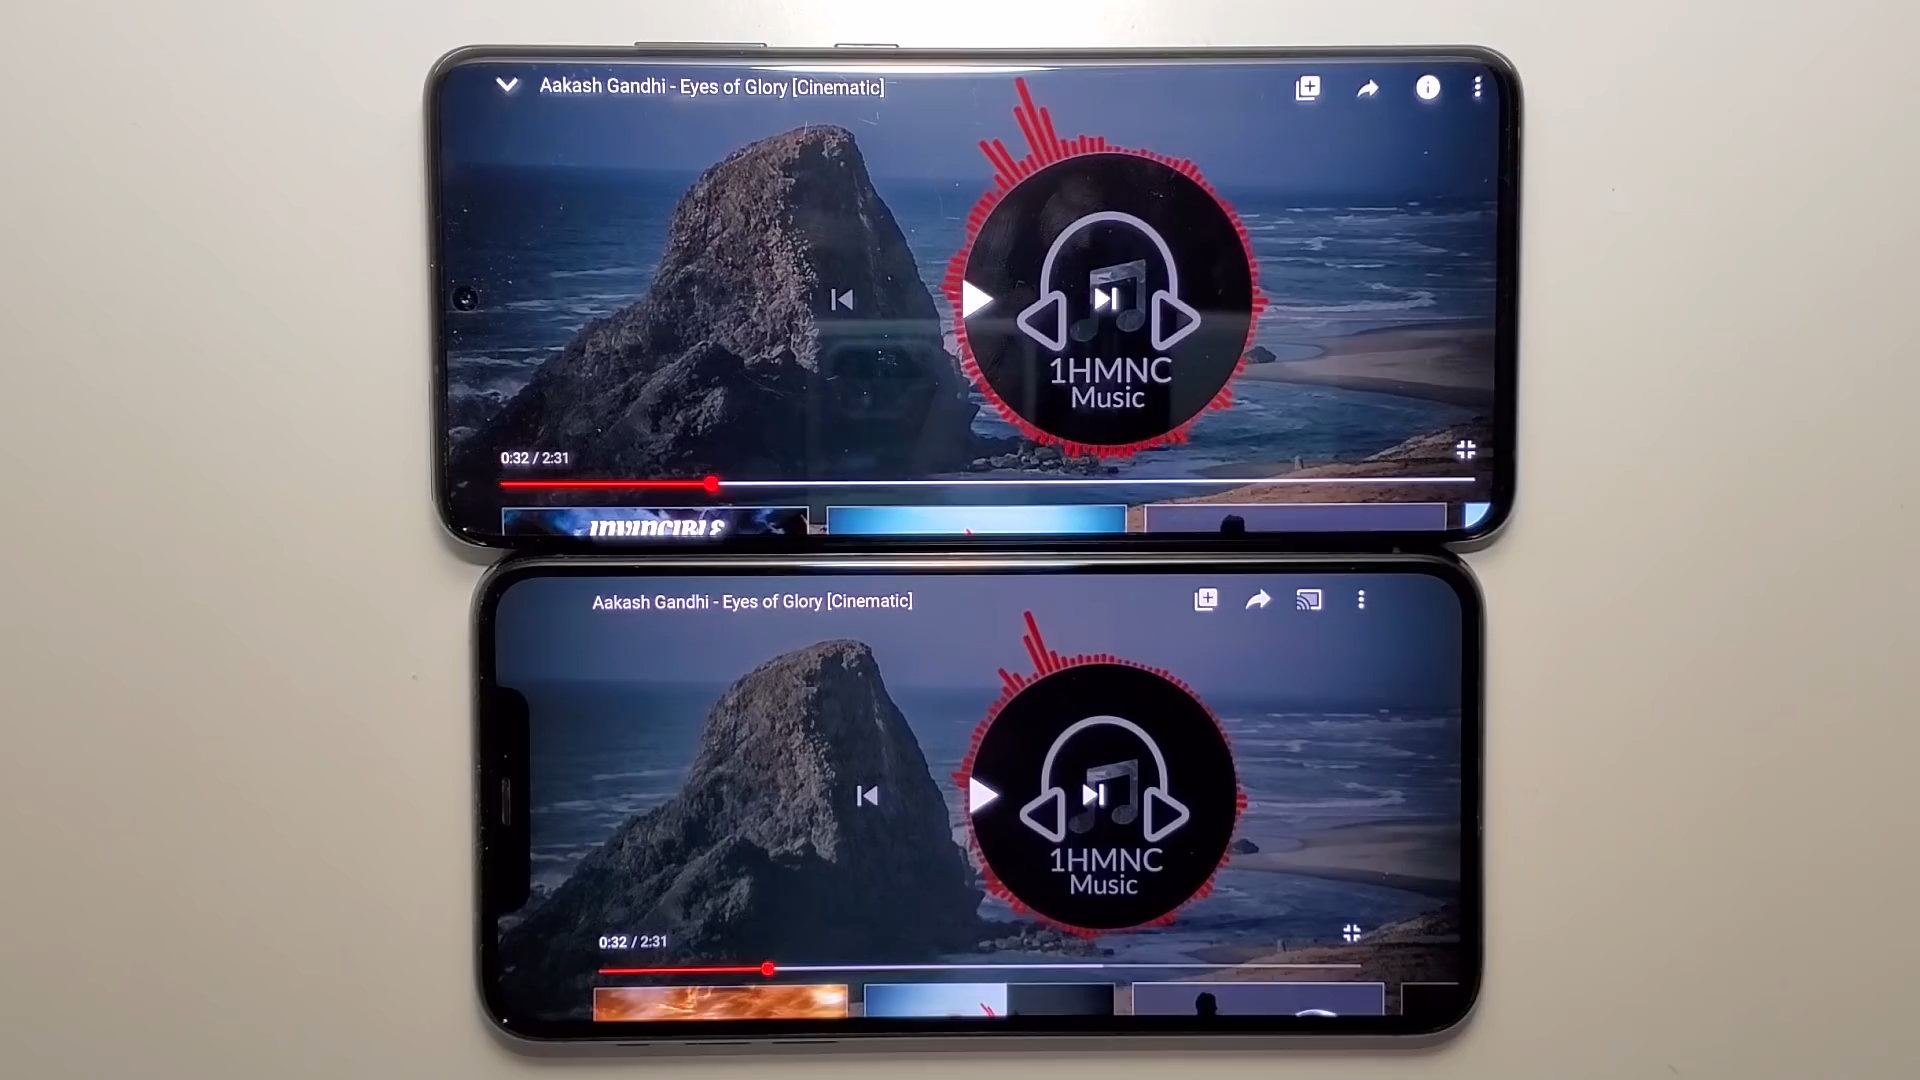 Aakash Gandhi - Eyes of Glory [Cinematic]
1HMNC
Music
0:32 / 2:31
INVINCIBLE
Aakash Gandhi - Eyes of Glory [Cinematic]
1HMNC
Music
0:32 / 2:31